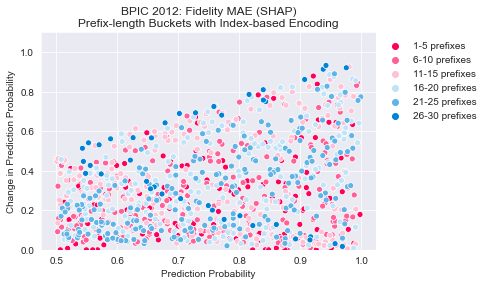 BPIC 2012: Fidelity MAE (SHAP)
Prefix-length Buckets with Index-based Encoding
1-5 prefixes
6-10 prefixes
11-15 prefixes
16-20 prefixes
21-25 prefixes
26-30 prefixes
Change in Prediction Probability
1.0
0.8
0.6
0.4
0.2
0.0
0.5 0.6 0.7 0.8 0.9 1.0
Prediction Probability